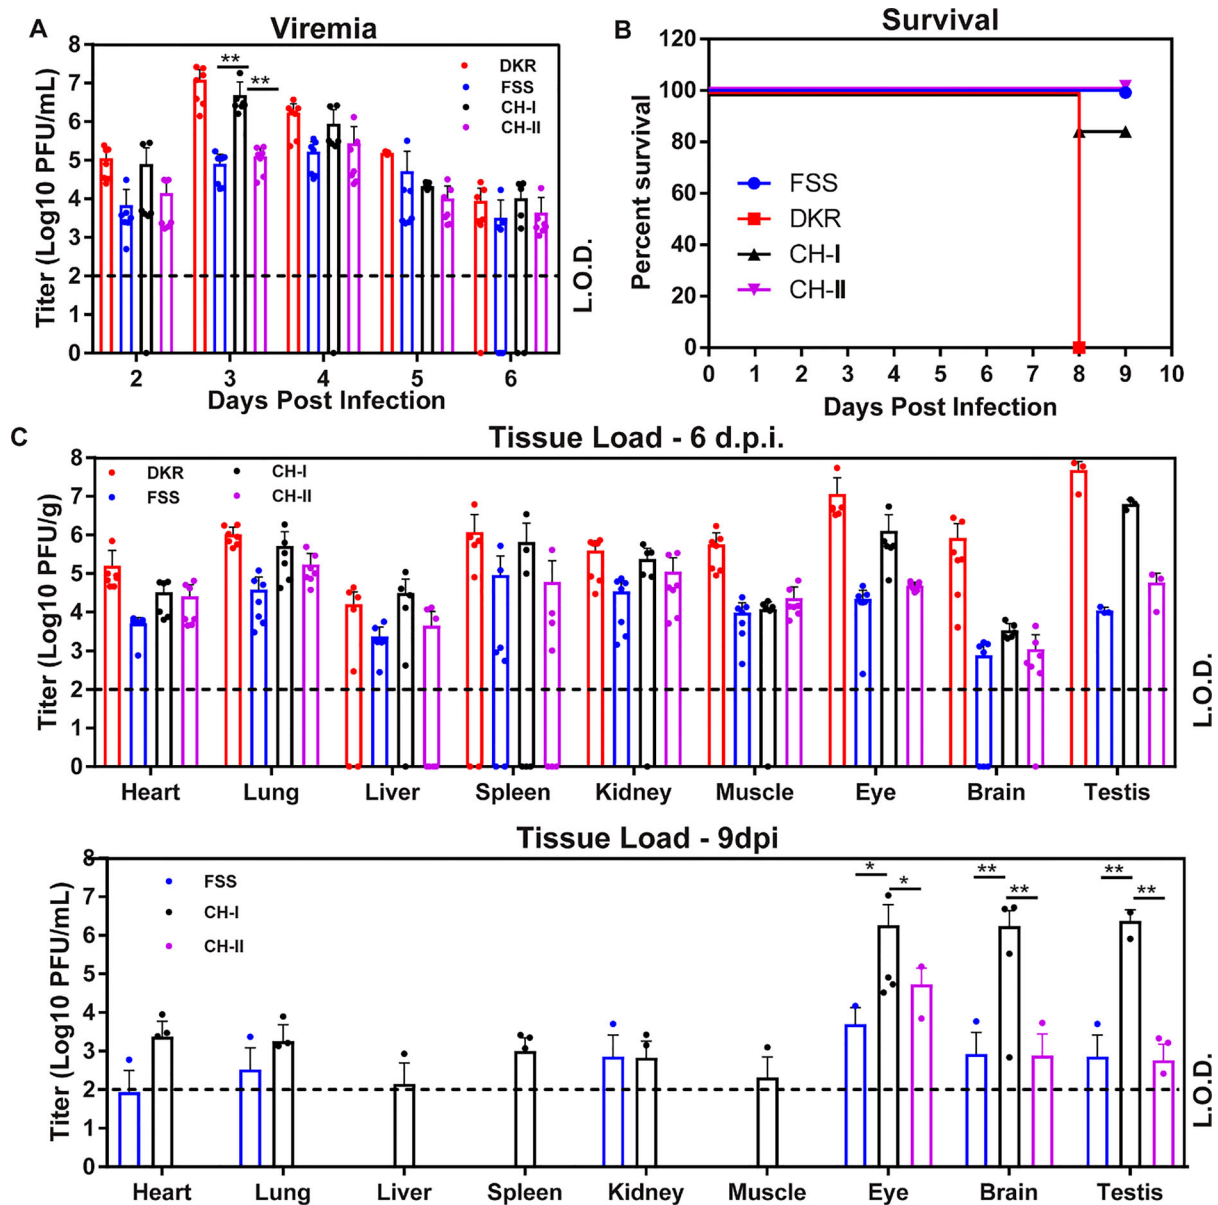 A
Viremia
Titer (Log10 PFU/mL)
8
7
6
5
4
3
2
1
0
** **
DKR
FSS
CH-I
CH-II
L.O.D.
2 3 4 5 6
Days Post Infection
B
Survival
Percent survival
120
100
80
60
40
20
0
FSS
DKR
CH-I
CH-II
0 1 2 3 4 5 6 7 8 9 10
Days Post Infection
C
Tissue Load - 6 d.p.i.
Titer (Log10 PFU/g)
8
7
6
5
4
3
2
1
0
DKR CH-I
FSS CH-II
L.O.D.
Heart Lung Liver Spleen Kidney Muscle Eye Brain Testis
Tissue Load - 9dpi
Titer (Log10 PFU/mL)
8
7
6
5
4
3
2
1
0
FSS
CH-I
CH-II
* * ** ** ** **
L.O.D.
Heart Lung Liver Spleen Kidney Muscle Eye Brain Testis